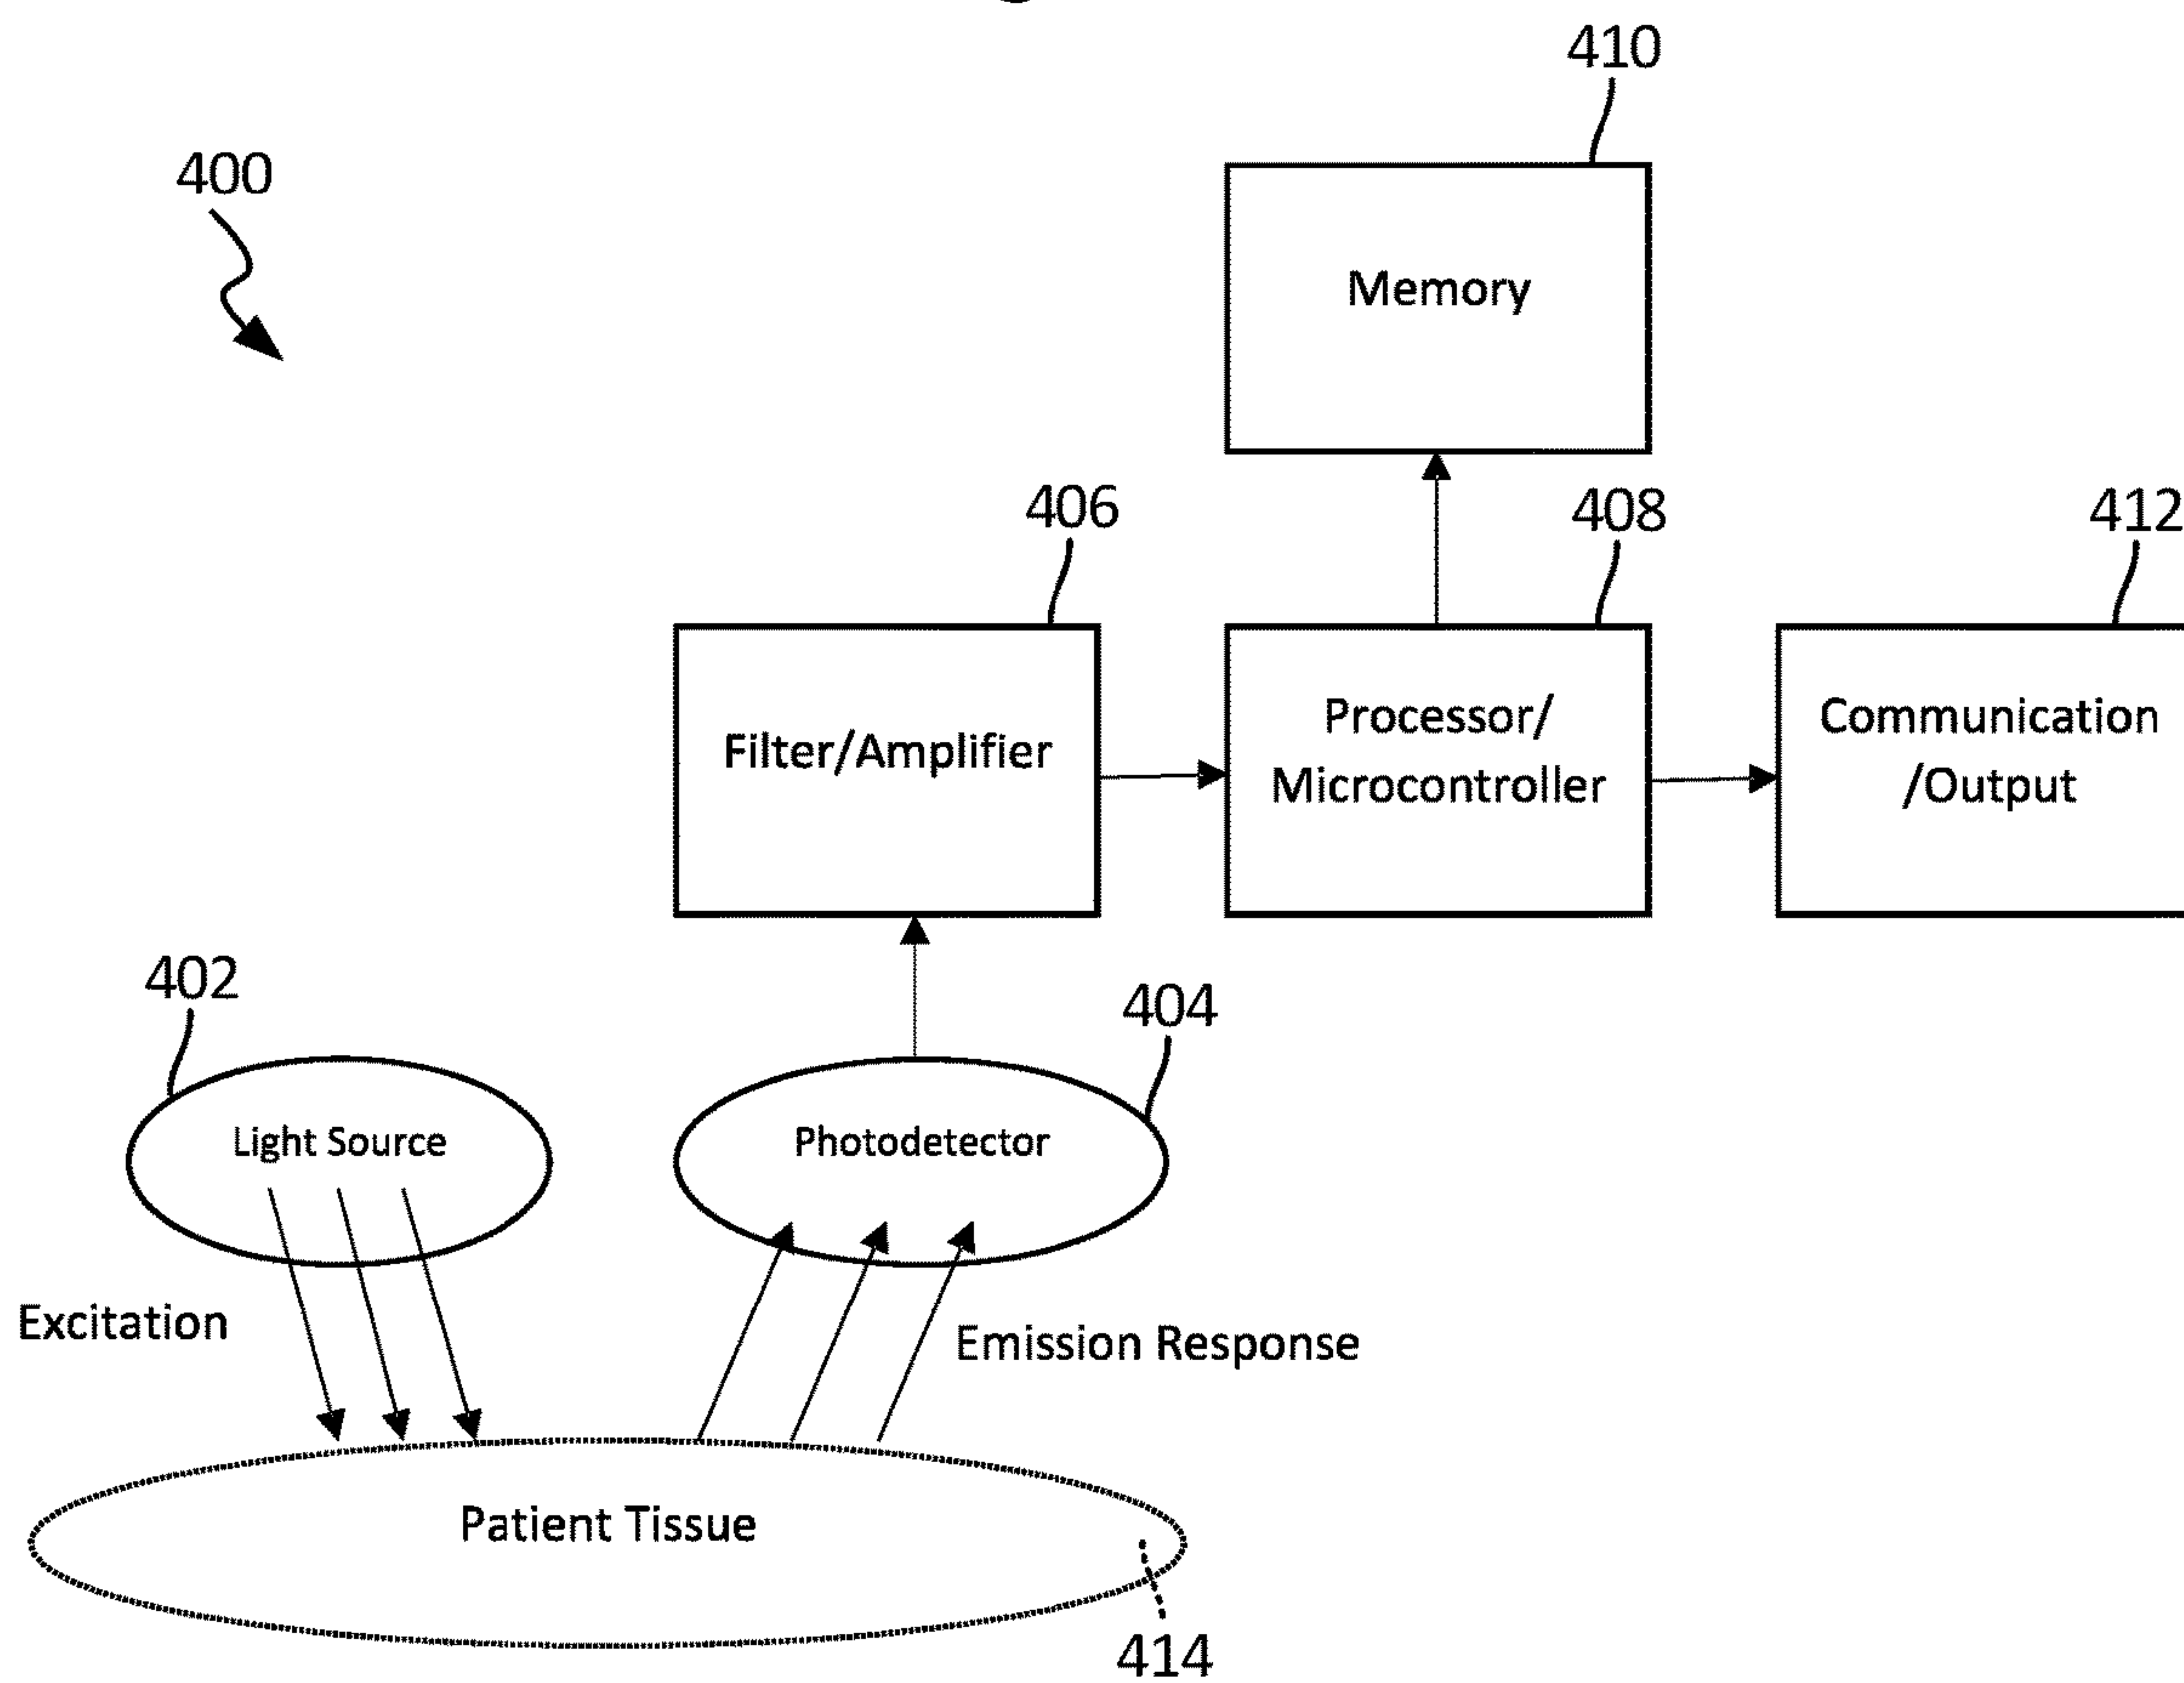 410
400
Memory
406
408
412
Filter/Amplifier
Processor/
Microcontroller
Communication
/Output
402
404
Light Source
Photodetector
Excitation
Emission Response
Patient Tissue
414